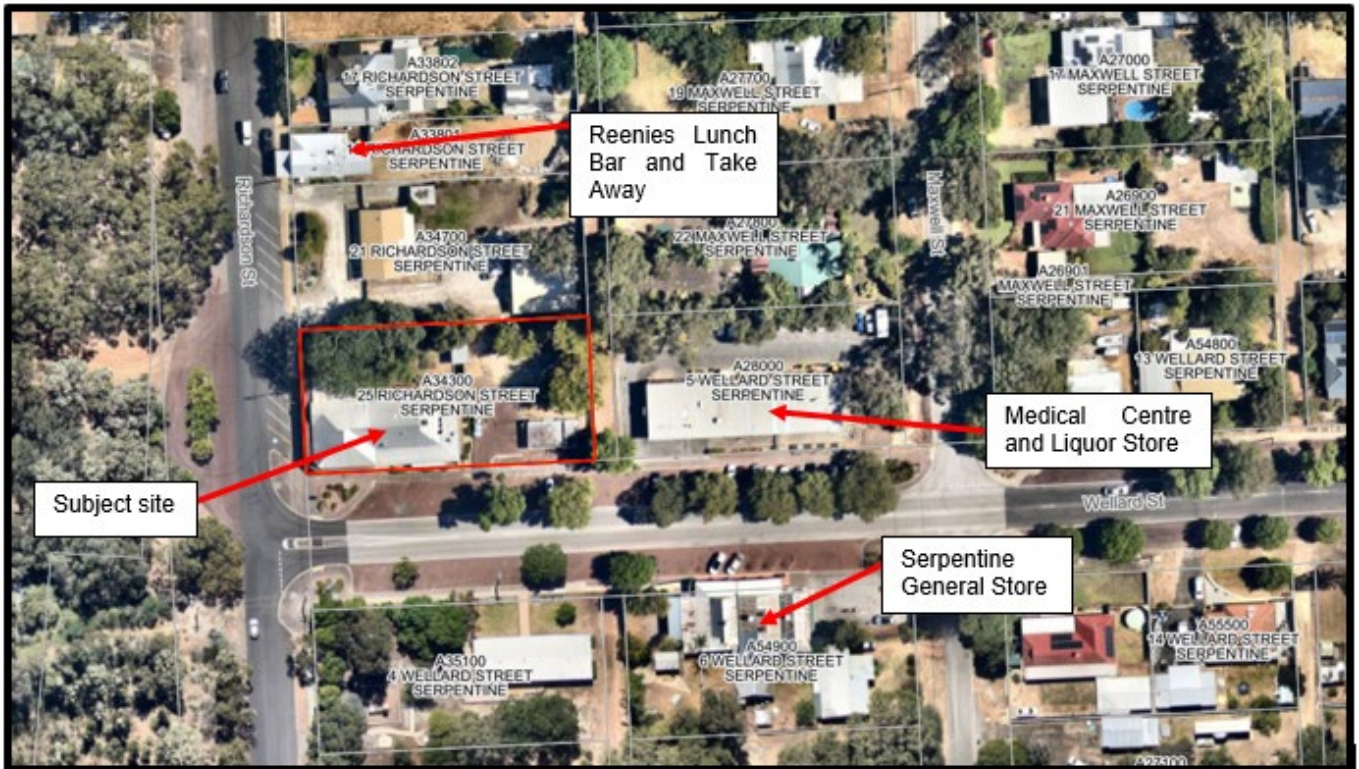 A33802
17 RICHARDSON STREET
SERPENTINE
A27700
19 MAXWELL STREET
SERPENTINE
A27000
17 MAXWELL STREET
SERPENTINE
A33801
RICHARDSON STREET
SERPENTINE
Reenies Lunch
Bar and Take
Away
Richardson St
Maxwell St
A34700
21 RICHARDSON STREET
SERPENTINE
A27800
22 MAXWELL STREET
SERPENTINE
A26900
21 MAXWELL STREET
SERPENTINE
A26901
MAXWELL STREET
SERPENTINE
A34300
25 RICHARDSON STREET
SERPENTINE
A28000
5 WELLARD STREET
SERPENTINE
A54800
13 WELLARD STREET
SERPENTINE
Medical Centre
and Liquor Store
Subject site
Wellard St
Serpentine
General Store
A35100
4 WELLARD STREET
SERPENTINE
A54900
6 WELLARD STREET
SERPENTINE
A55500
14 WELLARD STREET
SERPENTINE
A27100